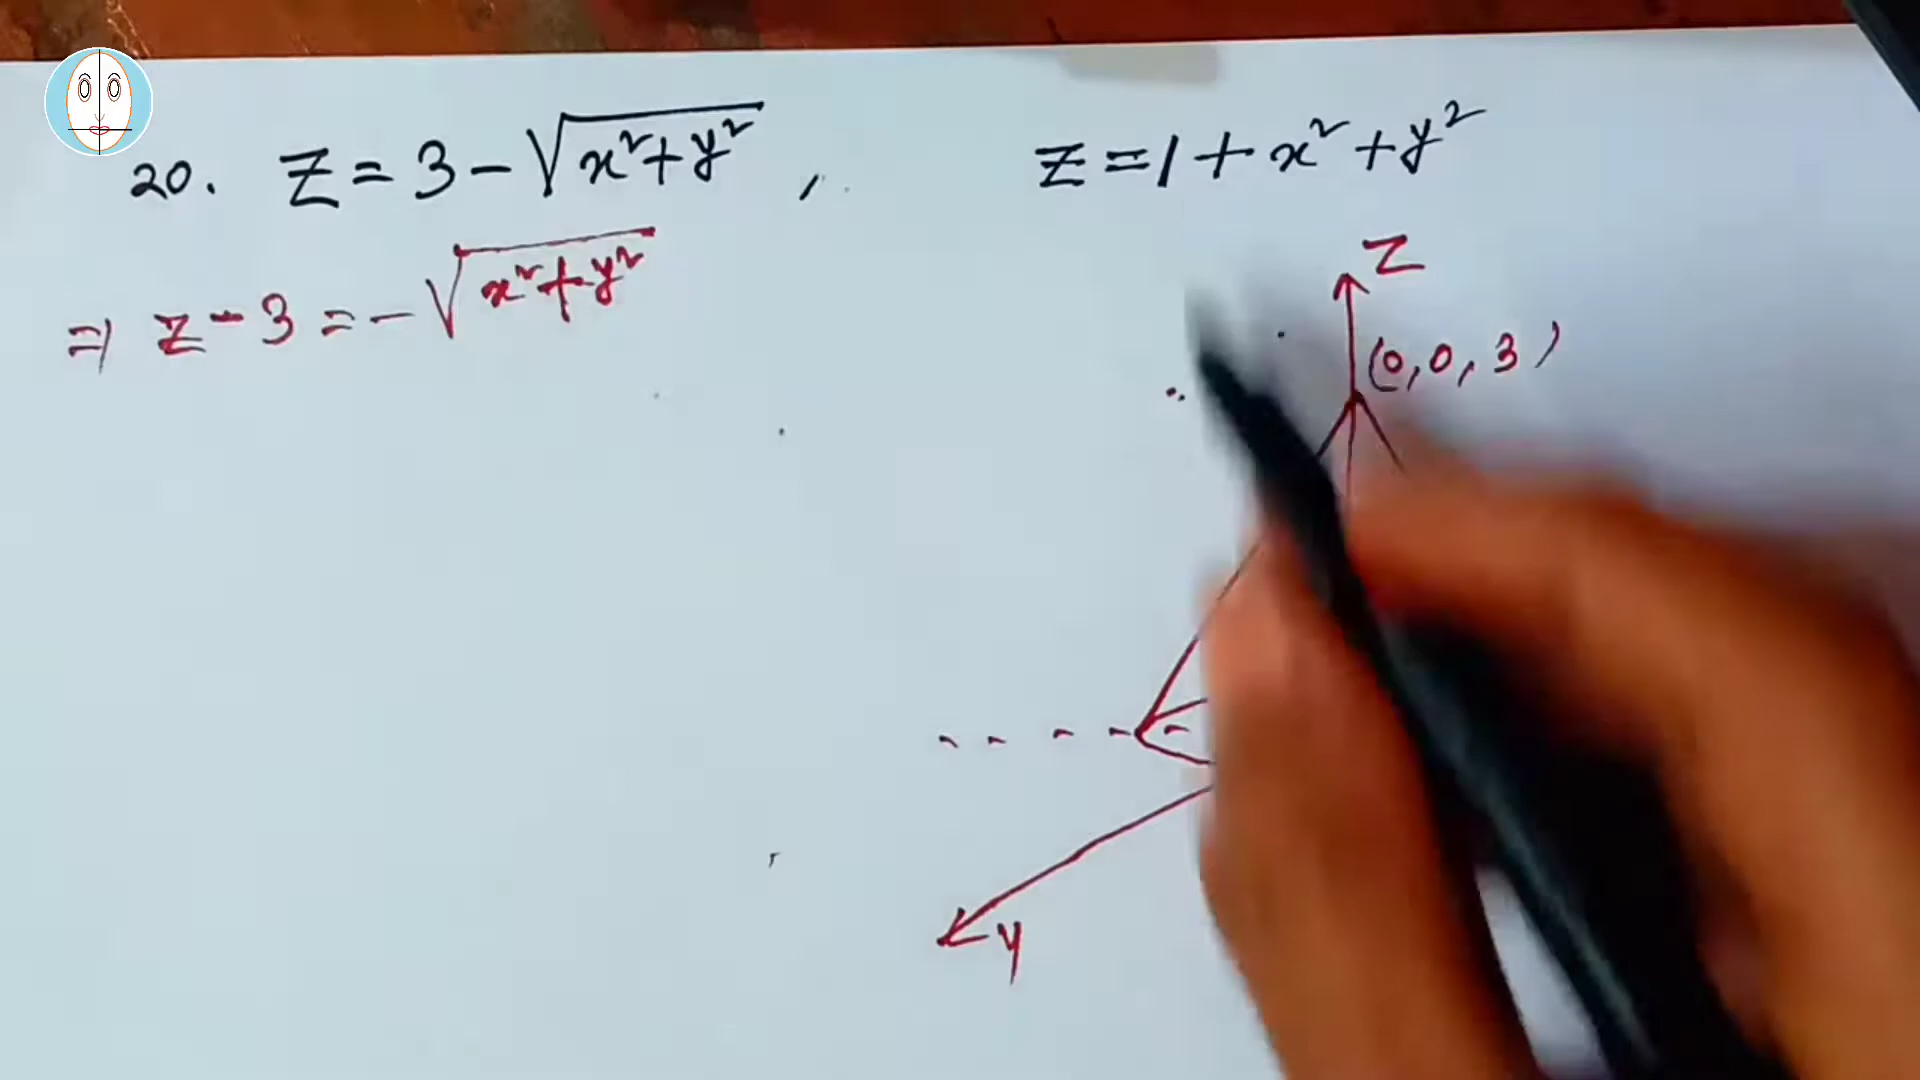 20. z = 3 - √(x²+y²) , z = 1 + x² + y²
⇒ z - 3 = - √(x²+y²)
z
(0, 0, 3)
y